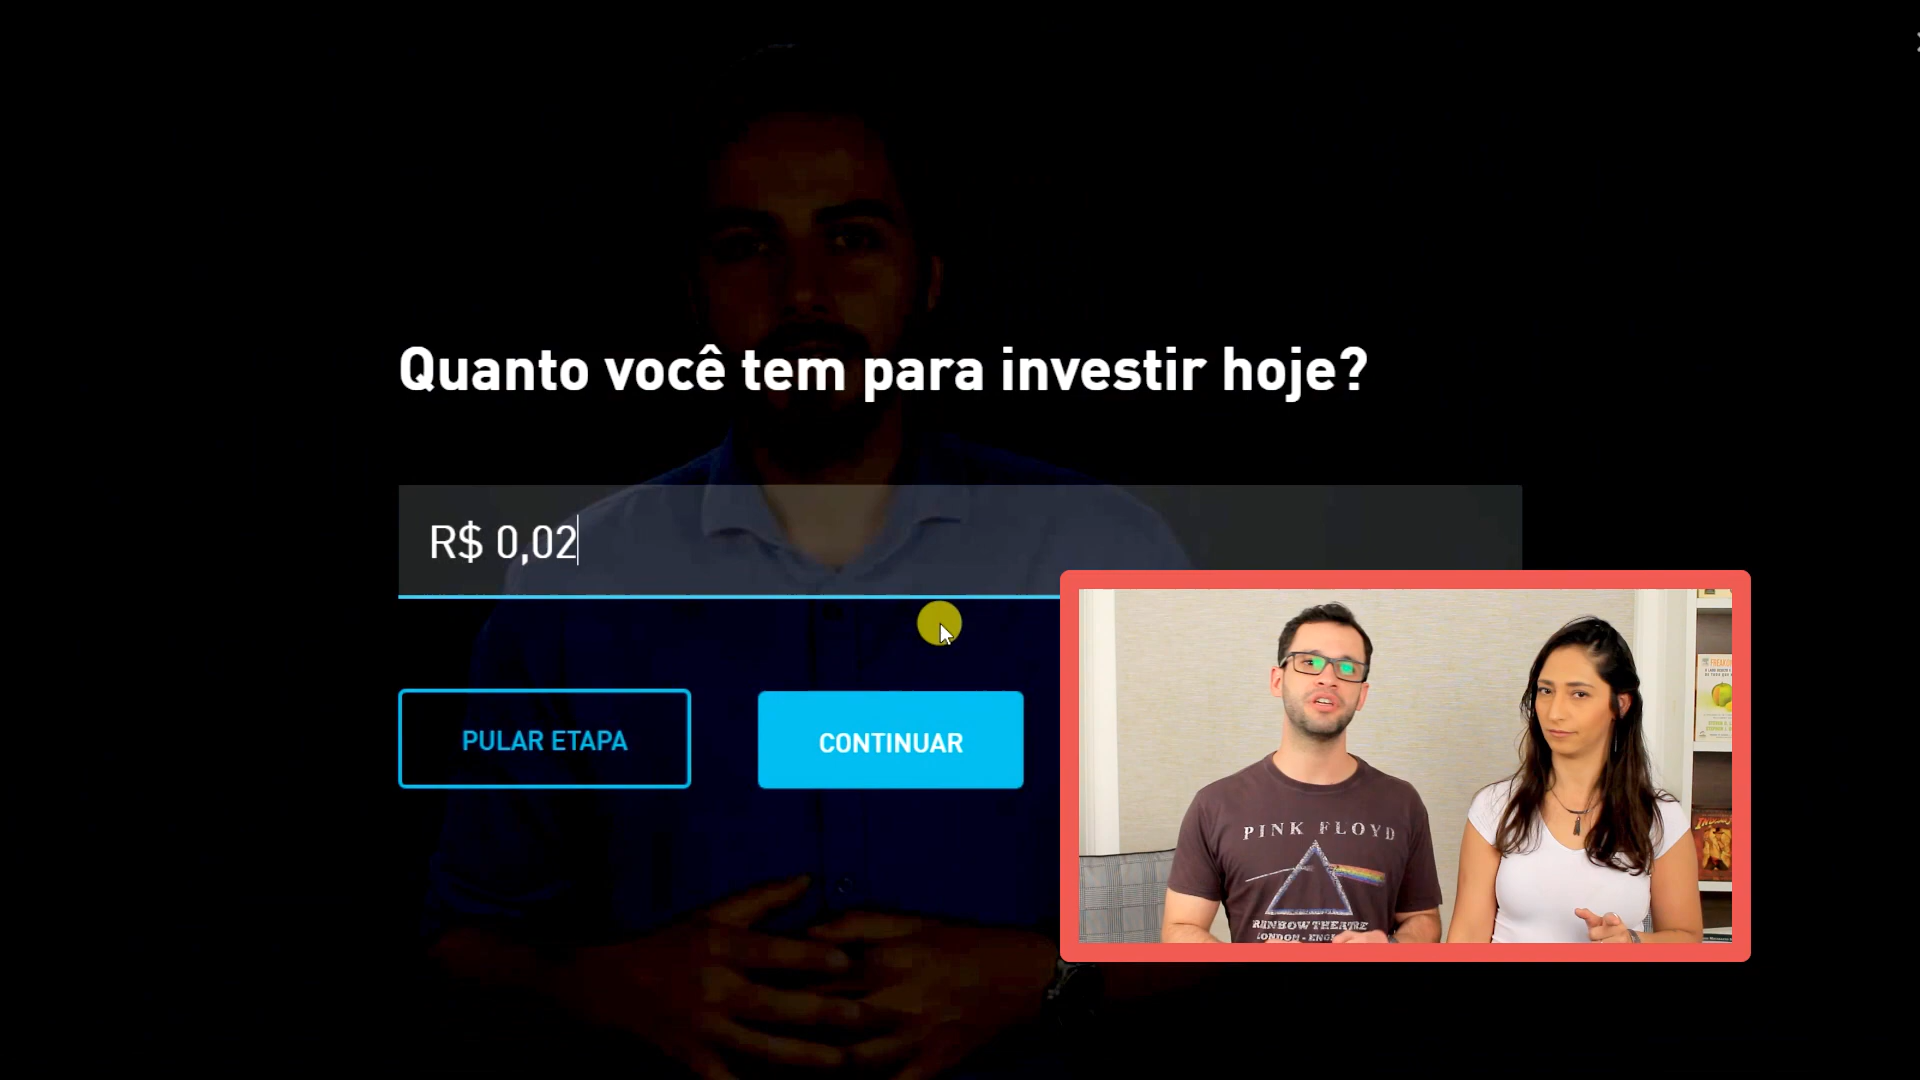 Quanto você tem para investir hoje?
R$ 0,02
PULAR ETAPA
CONTINUAR
PINK FLOYD
RAINBOW THEATRE